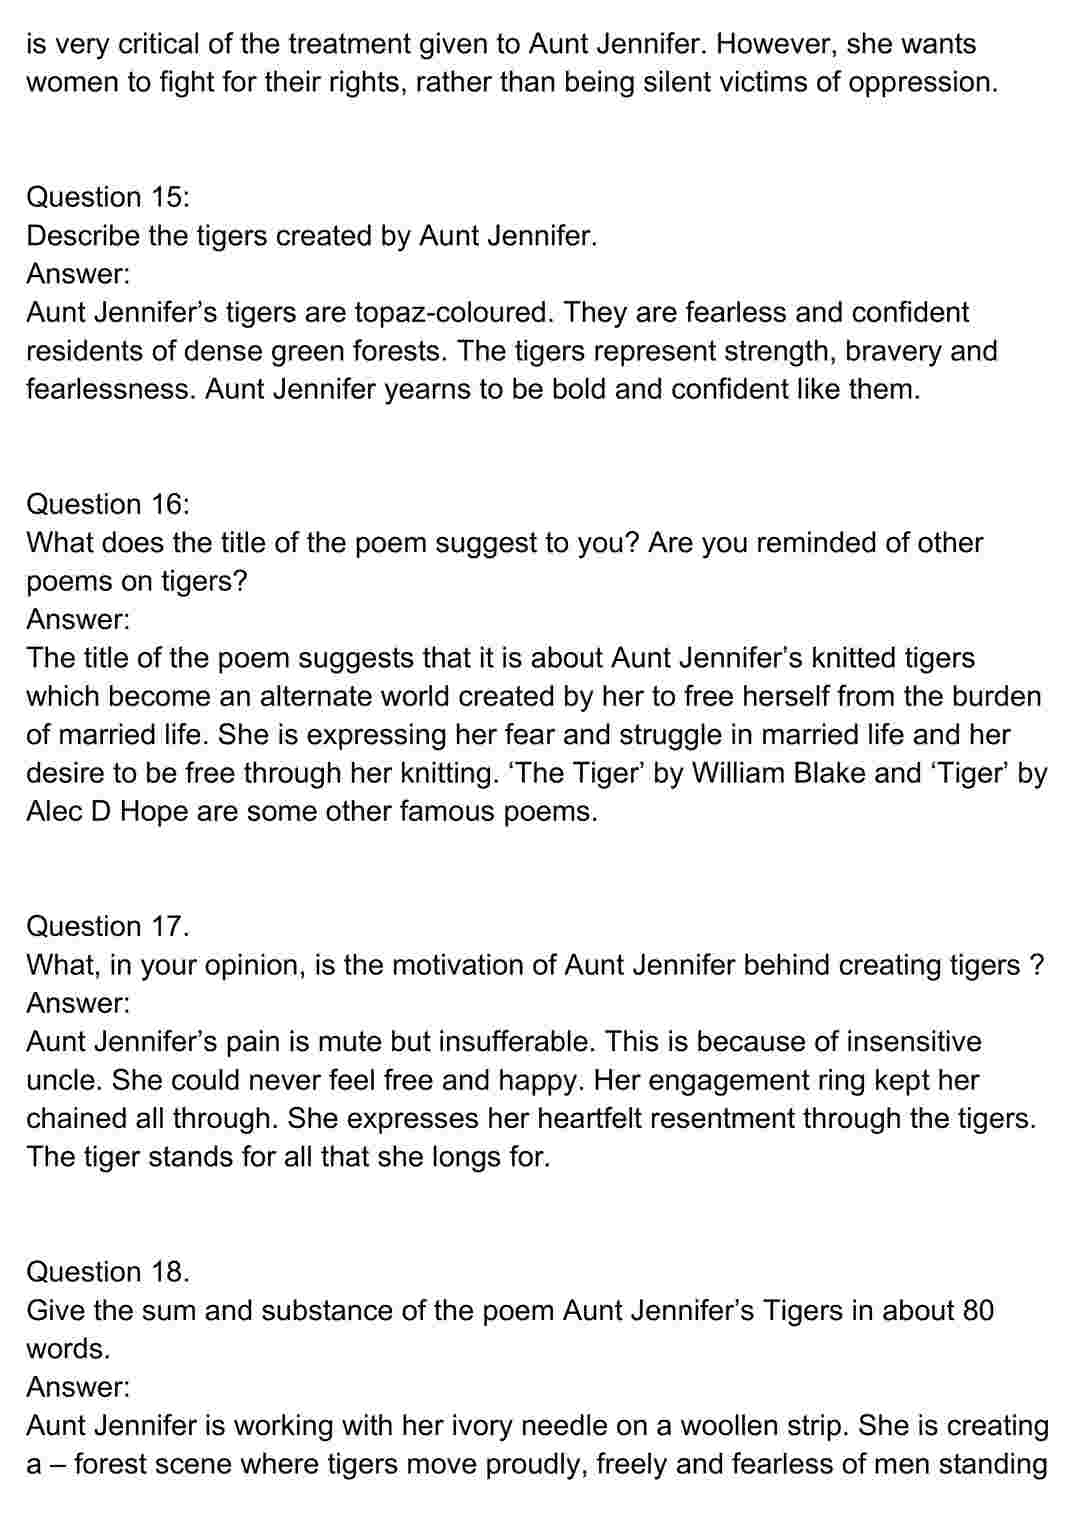 is very critical of the treatment given to Aunt Jennifer. However, she wants
women to fight for their rights, rather than being silent victims of oppression.
Question 15:
Describe the tigers created by Aunt Jennifer.
Answer:
Aunt Jennifer’s tigers are topaz-coloured. They are fearless and confident
residents of dense green forests. The tigers represent strength, bravery and
fearlessness. Aunt Jennifer yearns to be bold and confident like them.
Question 16:
What does the title of the poem suggest to you? Are you reminded of other
poems on tigers?
Answer:
The title of the poem suggests that it is about Aunt Jennifer’s knitted tigers
which become an alternate world created by her to free herself from the burden
of married life. She is expressing her fear and struggle in married life and her
desire to be free through her knitting. ‘The Tiger’ by William Blake and ‘Tiger’ by
Alec D Hope are some other famous poems.
Question 17.
What, in your opinion, is the motivation of Aunt Jennifer behind creating tigers ?
Answer:
Aunt Jennifer’s pain is mute but insufferable. This is because of insensitive
uncle. She could never feel free and happy. Her engagement ring kept her
chained all through. She expresses her heartfelt resentment through the tigers.
The tiger stands for all that she longs for.
Question 18.
Give the sum and substance of the poem Aunt Jennifer’s Tigers in about 80
words.
Answer:
Aunt Jennifer is working with her ivory needle on a woollen strip. She is creating
a – forest scene where tigers move proudly, freely and fearless of men standing